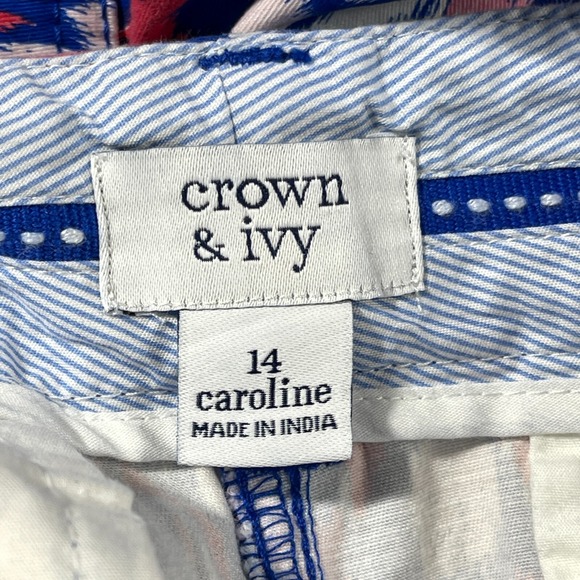 crown
& ivy
14
caroline
MADE IN INDIA